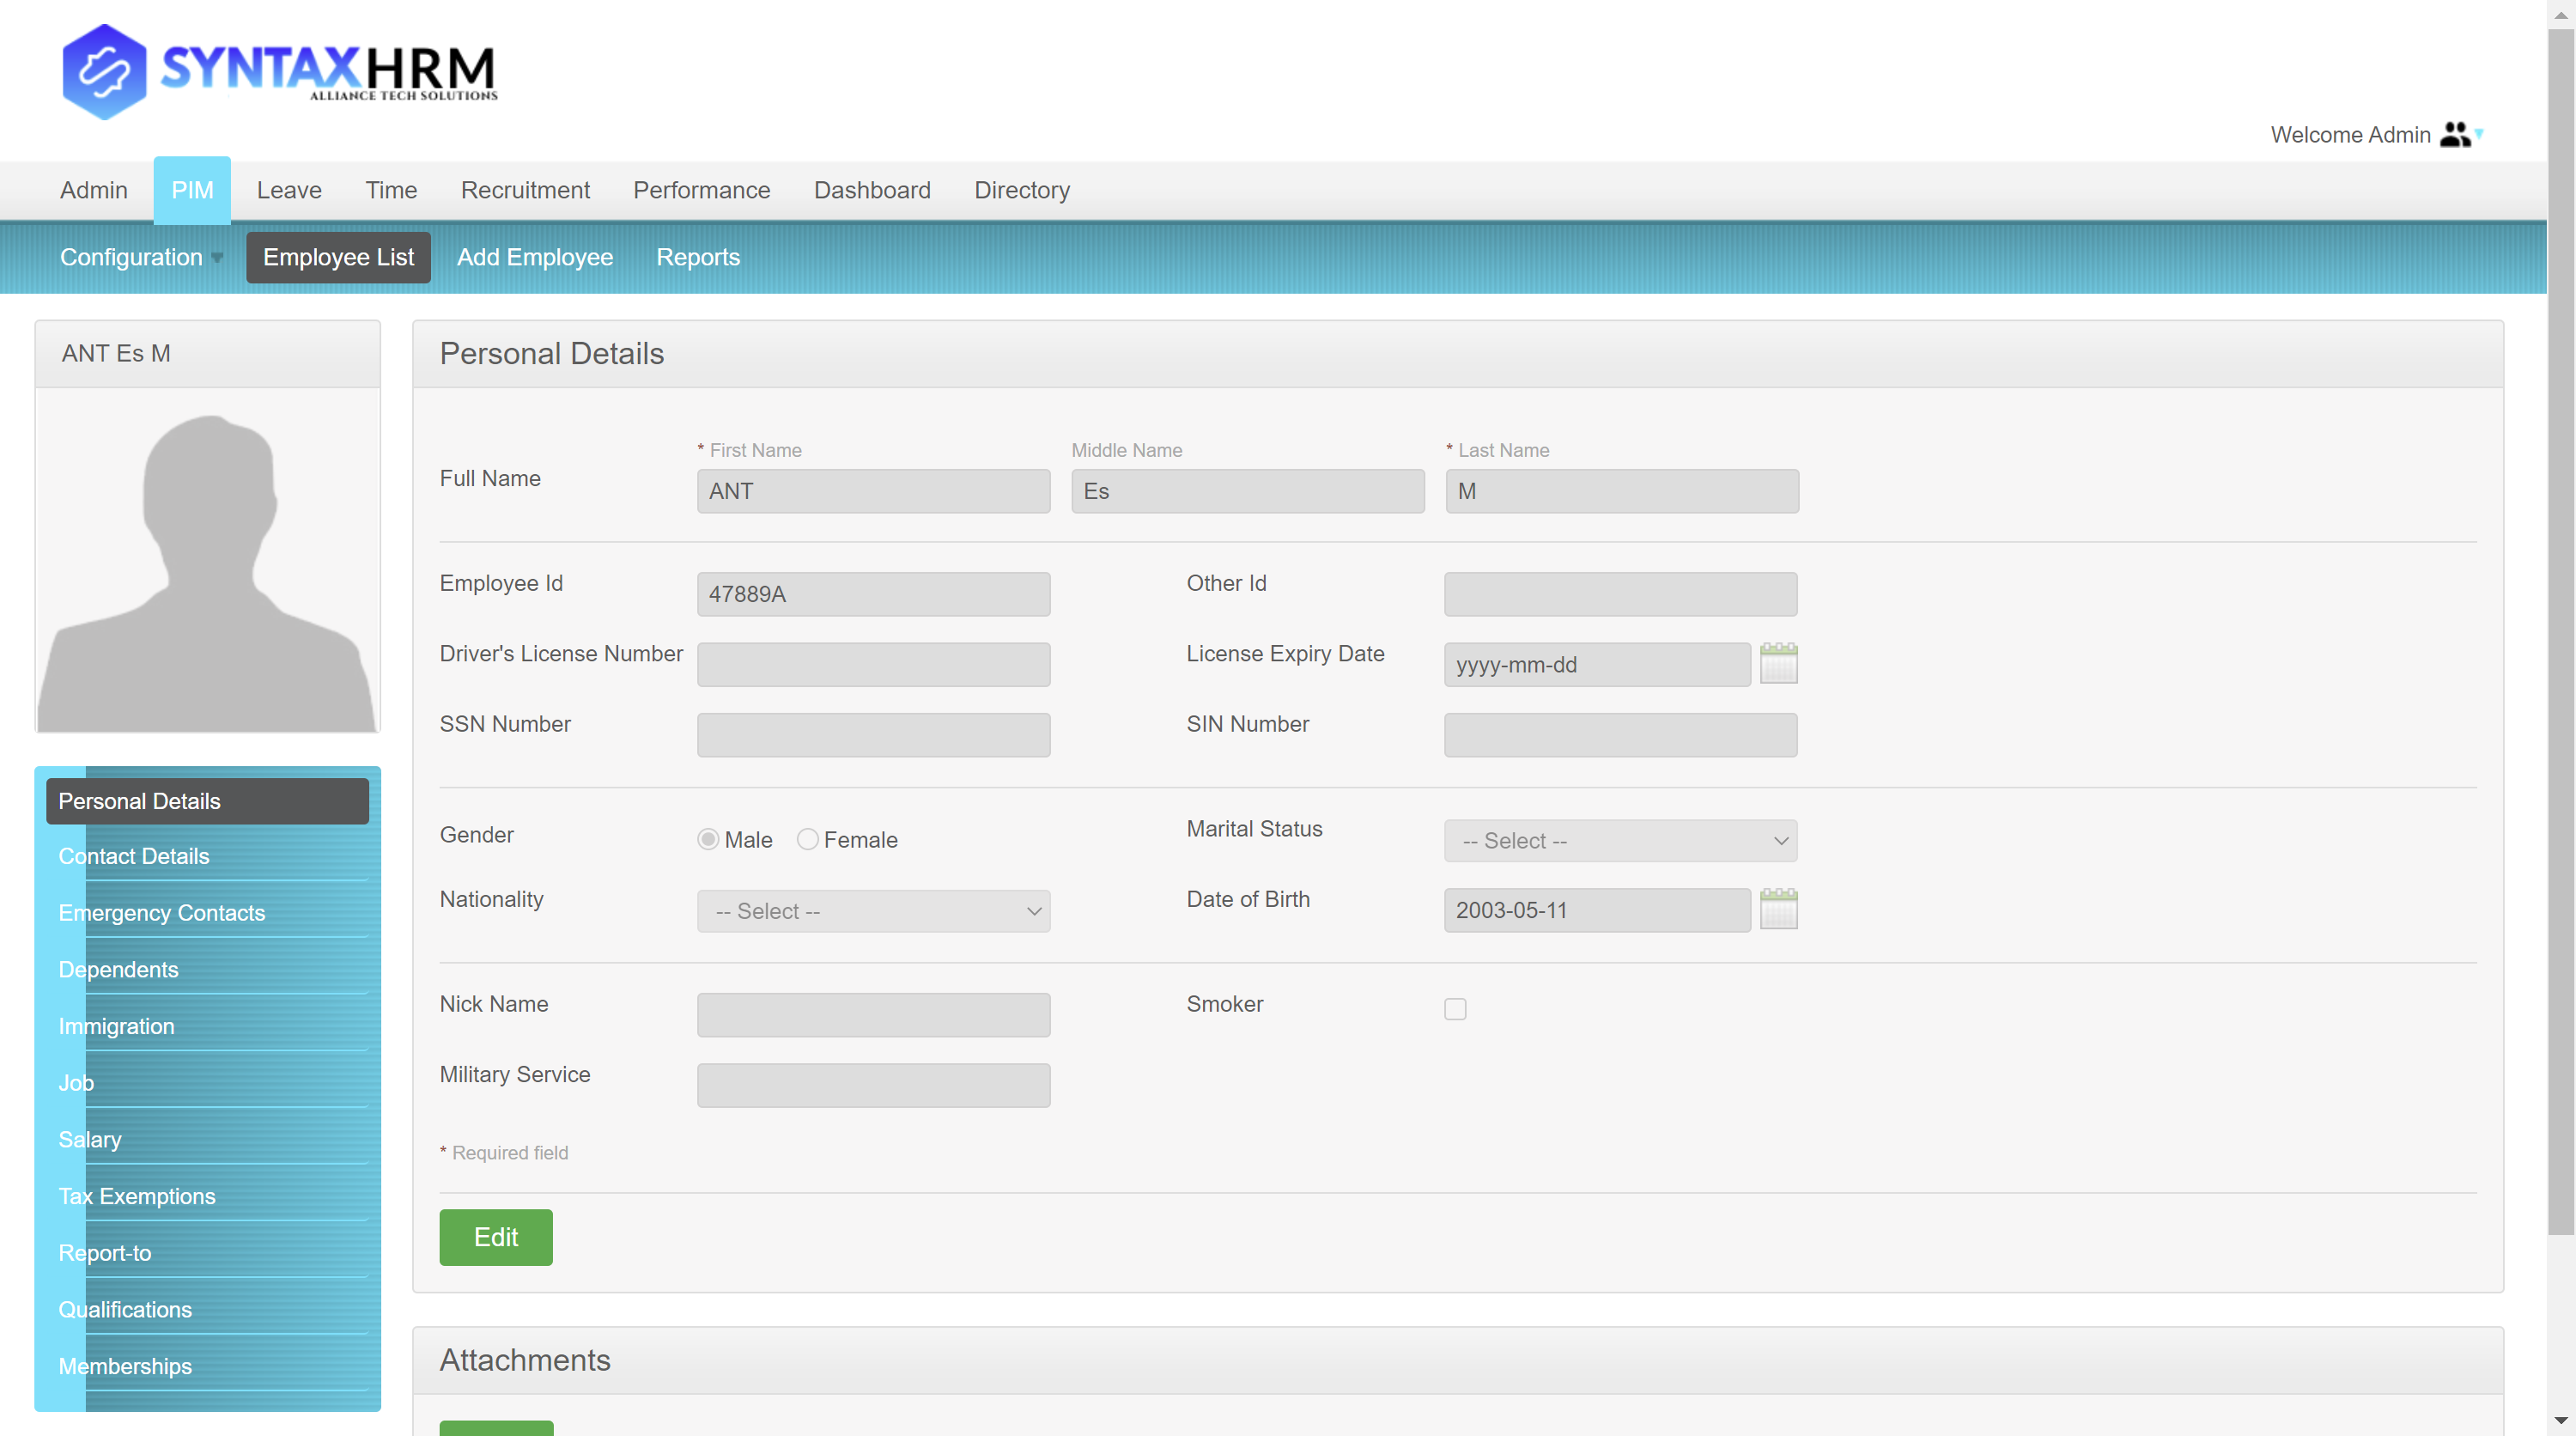 SYNTAXHRM
ALLIANCE TECH SOLUTIONS
Welcome Admin
Admin PIM Leave Time Recruitment Performance Dashboard Directory
Configuration Employee List Add Employee Reports
ANT Es M
Personal Details
Contact Details
Emergency Contacts
Dependents
Immigration
Job
Salary
Tax Exemptions
Report-to
Qualifications
Memberships
Personal Details
* First Name Middle Name * Last Name
Full Name ANT Es M
Employee Id 47889A Other Id
Driver's License Number License Expiry Date yyyy-mm-dd
SSN Number SIN Number
Gender Male Female Marital Status -- Select --
Nationality -- Select -- Date of Birth 2003-05-11
Nick Name Smoker
Military Service
* Required field
Edit
Attachments